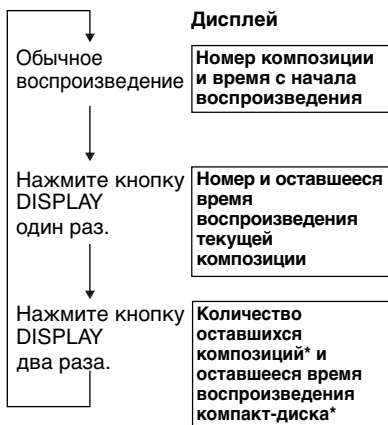 Дисплей
Обычное
воспроизведение
Номер композиции
и время с начала
воспроизведения
Нажмите кнопку
DISPLAY
один раз.
Номер и оставшееся
время
воспроизведения
текущей
композиции
Нажмите кнопку
DISPLAY
два раза.
Количество
оставшихся
композиций* и
оставшееся время
воспроизведения
компакт-диска*